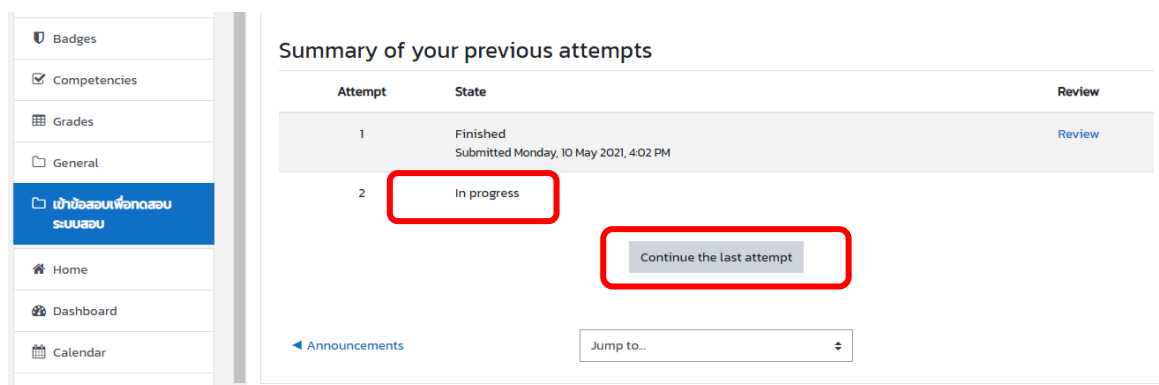 Badges
Competencies
Grades
General
เข้าข้อสอบเพื่อทดสอบ
ระบบสอบ
Home
Dashboard
Calendar
Summary of your previous attempts
Attempt State Review
1 Finished Review
Submitted Monday, 10 May 2021, 4:02 PM
2 In progress
Continue the last attempt
◄ Announcements Jump to...